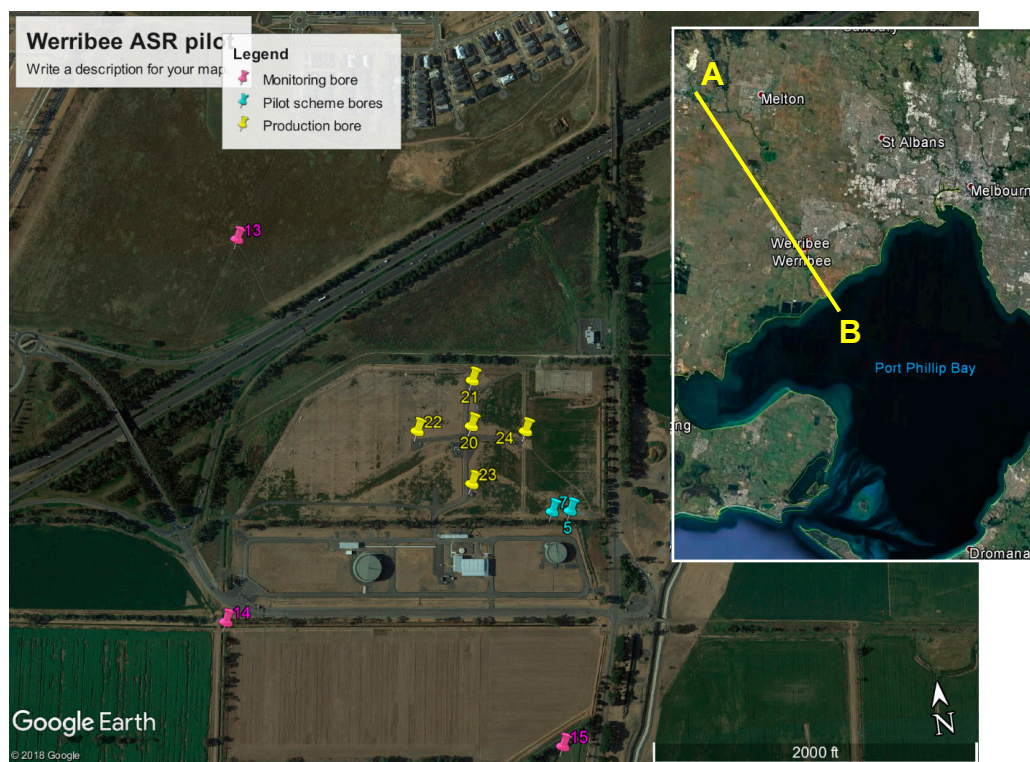 Werribee ASR pilot
Write a description for your map.
Legend
Monitoring bore
Pilot scheme bores
Production bore
13
21
22
20
24
23
7
5
14
15
A
Melton
St Albans
Melbourn
Werribee
Werribee
B
Port Phillip Bay
ong
Dromana
Google Earth
© 2018 Google
N
2000 ft